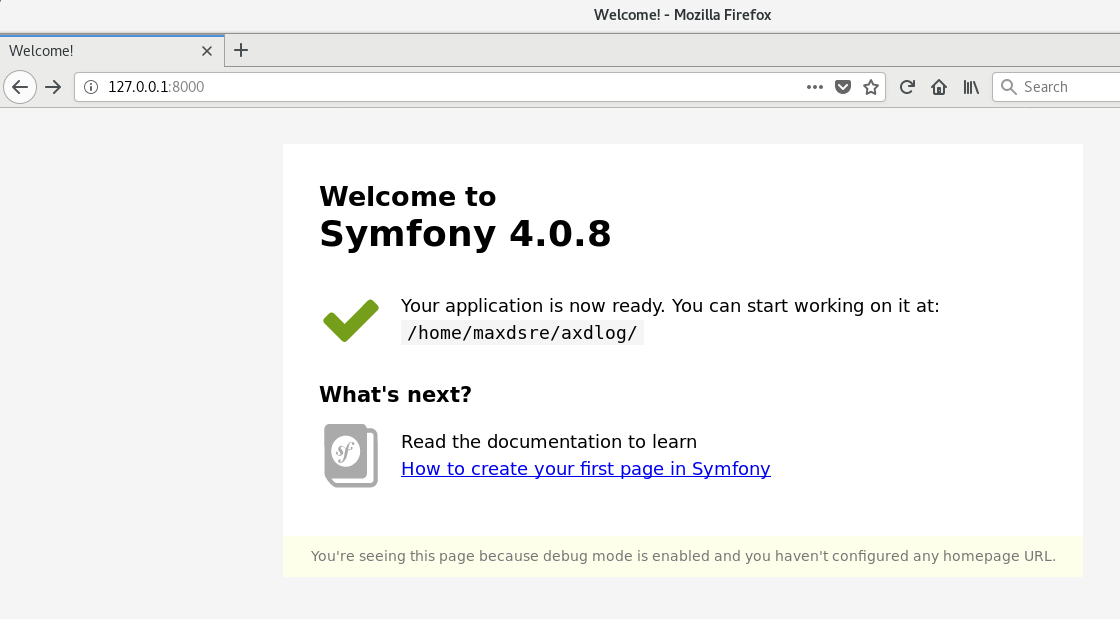 Welcome! - Mozilla Firefox
Welcome!
127.0.0.1:8000
Search
Welcome to
Symfony 4.0.8
Your application is now ready. You can start working on it at:
/home/maxdsre/axdlog/
What's next?
sf
Read the documentation to learn
How to create your first page in Symfony
You're seeing this page because debug mode is enabled and you haven't configured any homepage URL.